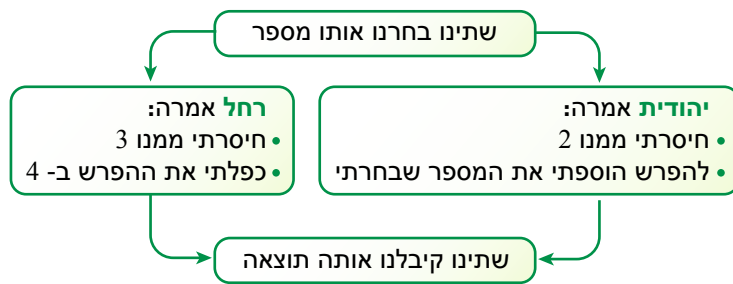 שתינו בחרנו אותו מספר
יהודית אמרה:
• חיסרתי ממנו 2
• להפרש הוספתי את המספר שבחרתי
רחל אמרה:
• חיסרתי ממנו 3
• כפלתי את ההפרש ב- 4
שתינו קיבלנו אותה תוצאה